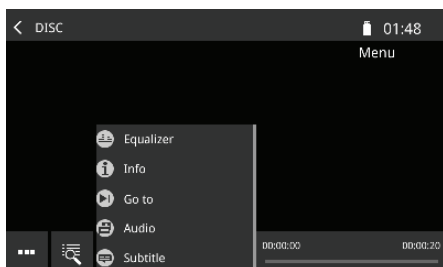 DISC 01:48
Menu
Equalizer
Info
Go to
Audio
Subtitle
00:00:00 00:00:20